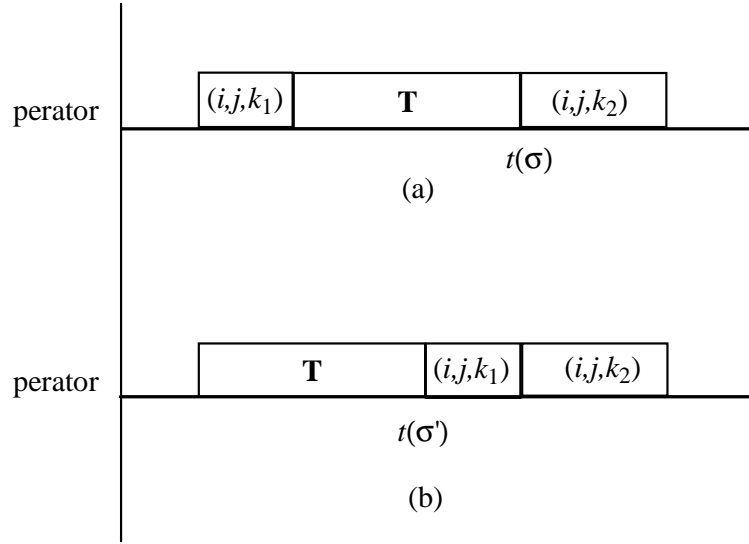 perator (i,j,k₁) T (i,j,k₂)
t(σ)
(a)
perator T (i,j,k₁) (i,j,k₂)
t(σ')
(b)